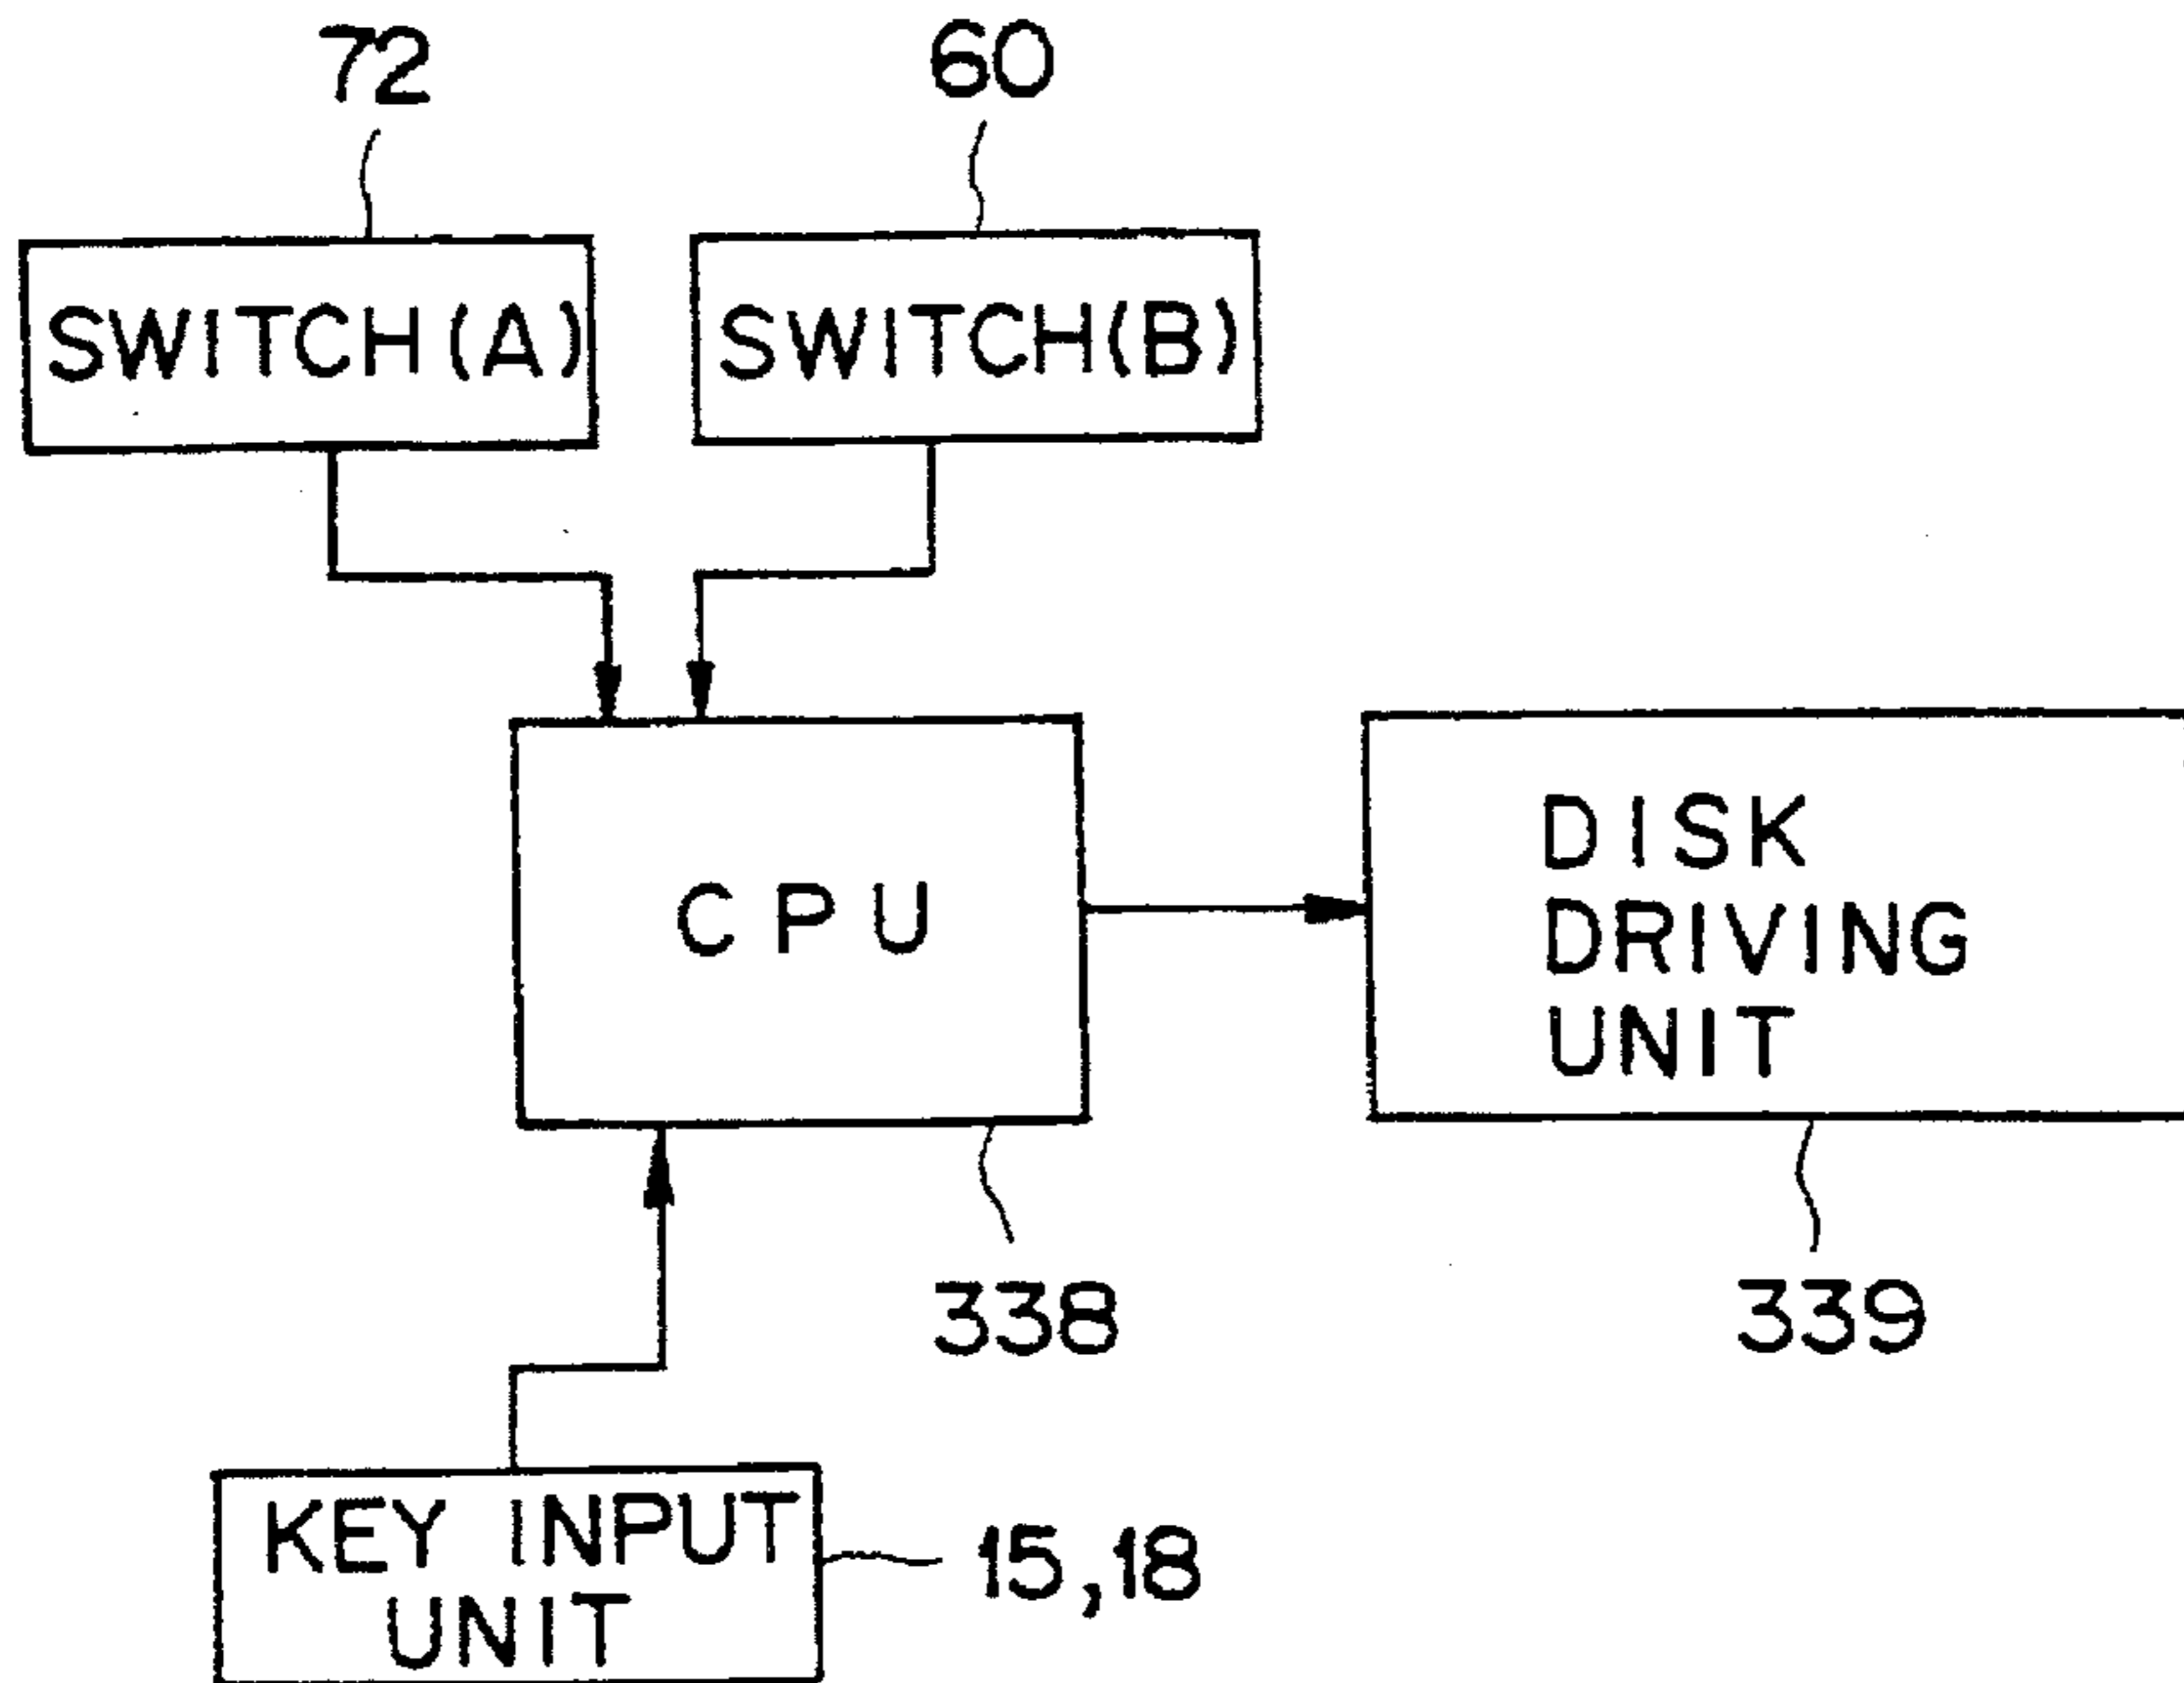 72
60
SWITCH(A)
SWITCH(B)
CPU
DISK
DRIVING
UNIT
338
339
KEY INPUT
UNIT
15,18